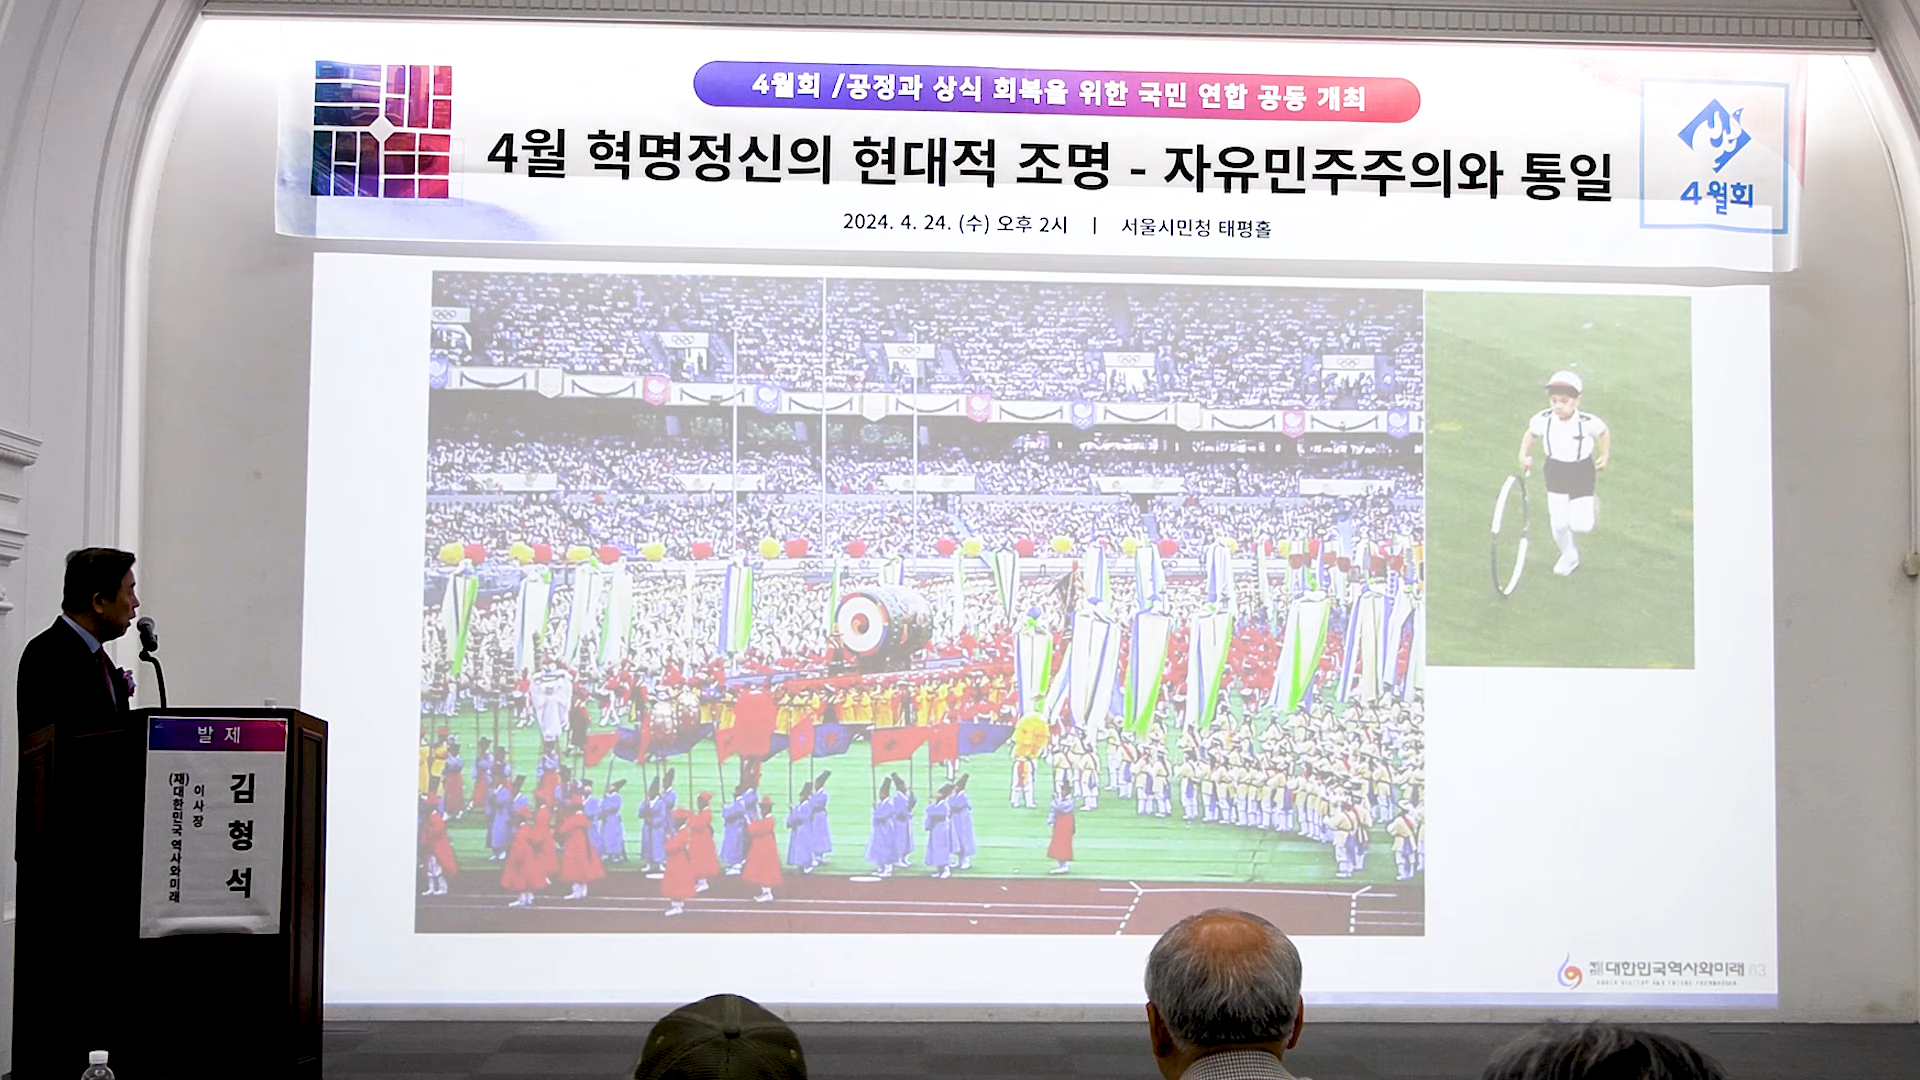 4월회 /공정과 상식 회복을 위한 국민 연합 공동 개최
4월 혁명정신의 현대적 조명 - 자유민주주의와 통일
2024. 4. 24. (수) 오후 2시 | 서울시민청 태평홀
4월회
발 제
김형석
이사장
(재)대한민국 역사와미래
대한민국역사와미래 63